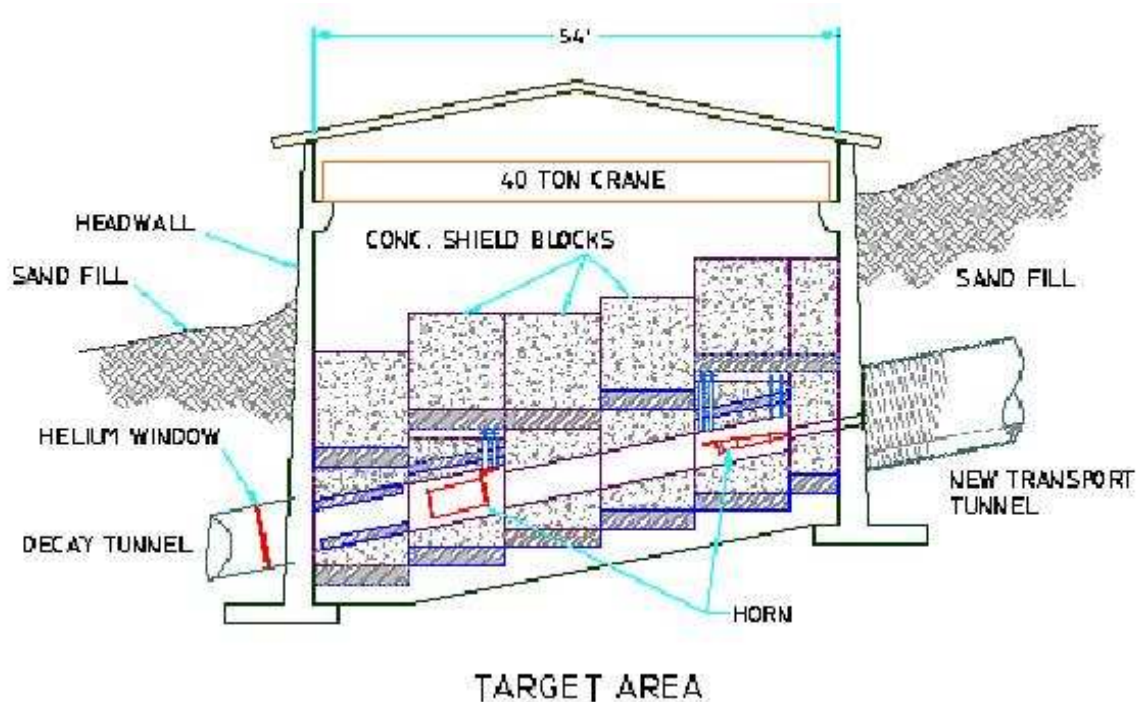 54'
40 TON CRANE
HEADWALL
CONC. SHIELD BLOCKS
SAND FILL
SAND FILL
HELIUM WINDOW
NEW TRANSPORT
TUNNEL
DECAY TUNNEL
HORN
TARGET AREA